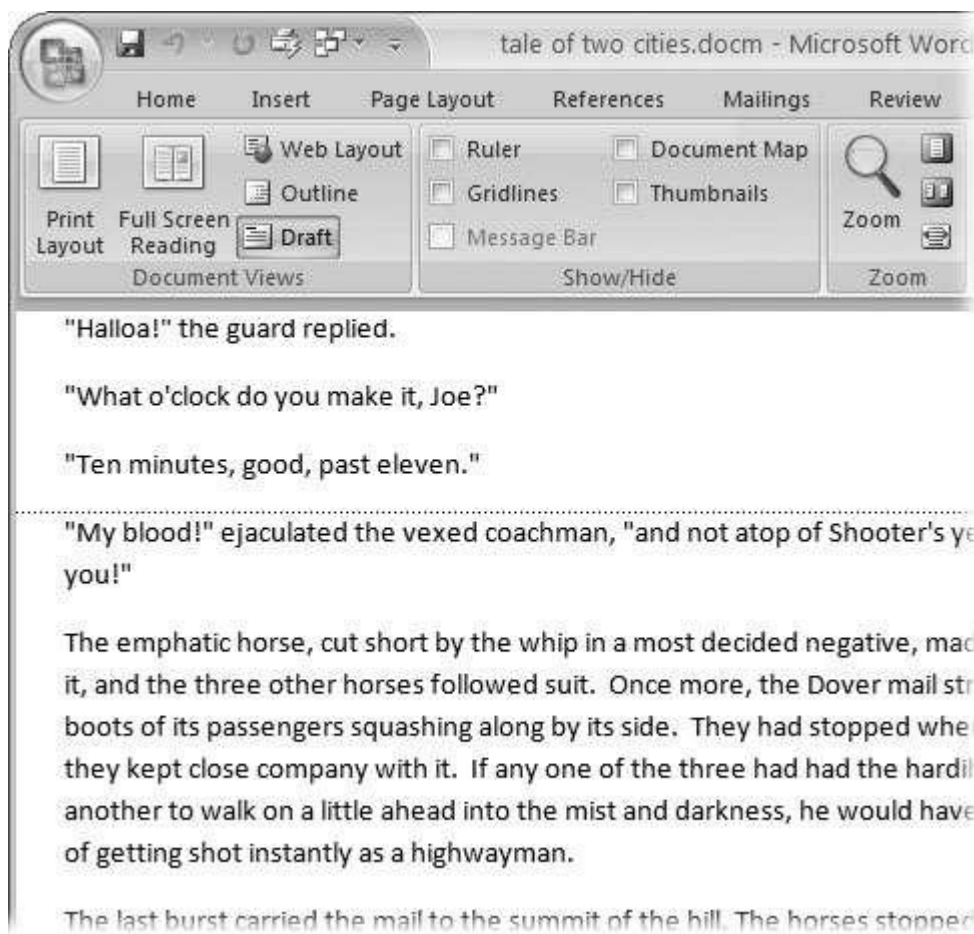 tale of two cities.docm - Microsoft Word
Home Insert Page Layout References Mailings Review
Print Layout
Full Screen Reading
Web Layout
Outline
Draft
Document Views
Ruler
Gridlines
Message Bar
Document Map
Thumbnails
Show/Hide
Zoom
Zoom
"Halloa!" the guard replied.
"What o'clock do you make it, Joe?"
"Ten minutes, good, past eleven."
"My blood!" ejaculated the vexed coachman, "and not atop of Shooter's
you!"
The emphatic horse, cut short by the whip in a most decided negative,
it, and the three other horses followed suit.  Once more, the Dover mail
boots of its passengers squashing along by its side.  They had stopped
they kept close company with it.  If any one of the three had had the
another to walk on a little ahead into the mist and darkness, he would have
of getting shot instantly as a highwayman.
The last burst carried the mail to the summit of the hill. The horses stopped